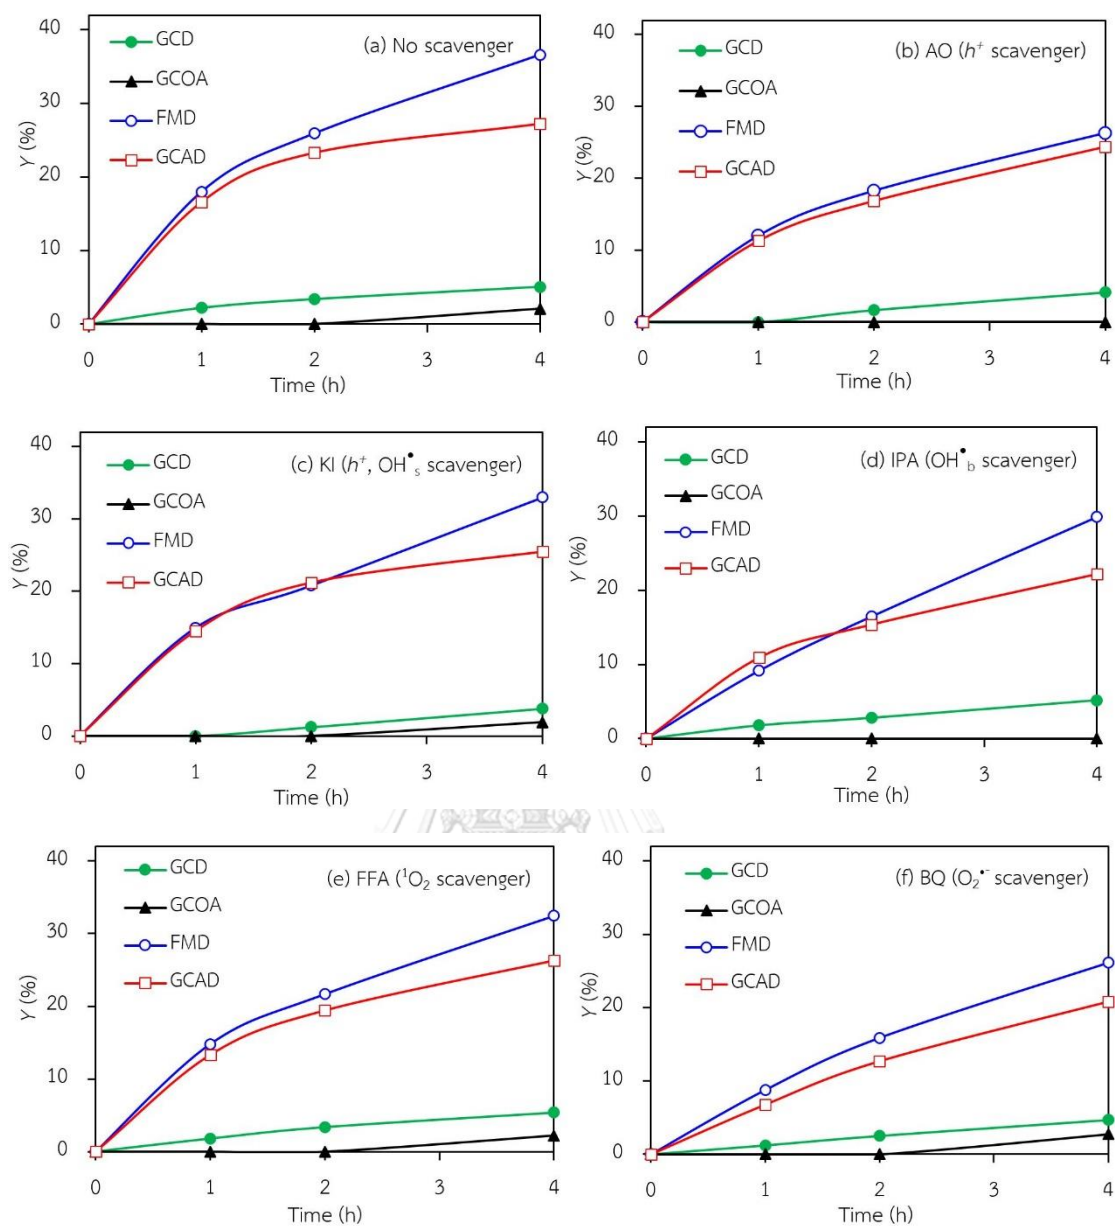 (a) No scavenger
GCD
GCOA
FMD
GCAD
Y (%)
40
30
20
10
0
0 1 2 3 4
Time (h)
(b) AO (h⁺ scavenger)
GCD
GCOA
FMD
GCAD
Y (%)
40
30
20
10
0
0 1 2 3 4
Time (h)
(c) KI (h⁺, OH•ₛ scavenger)
GCD
GCOA
FMD
GCAD
Y (%)
40
30
20
10
0
0 1 2 3 4
Time (h)
(d) IPA (OH•b scavenger)
GCD
GCOA
FMD
GCAD
Y (%)
40
30
20
10
0
0 1 2 3 4
Time (h)
(e) FFA (¹O₂ scavenger)
GCD
GCOA
FMD
GCAD
Y (%)
40
30
20
10
0
0 1 2 3 4
Time (h)
(f) BQ (O₂•⁻ scavenger)
GCD
GCOA
FMD
GCAD
Y (%)
40
30
20
10
0
0 1 2 3 4
Time (h)